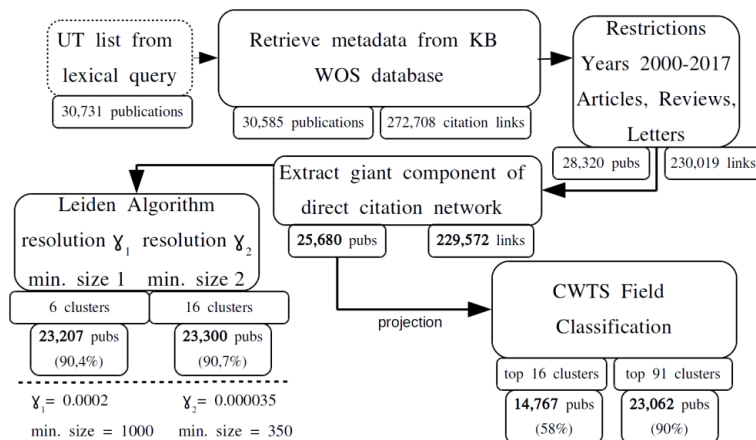 UT list from
lexical query
30,731 publications
Retrieve metadata from KB
WOS database
30,585 publications
272,708 citation links
Restrictions
Years 2000-2017
Articles, Reviews,
Letters
28,320 pubs
230,019 links
Extract giant component of
direct citation network
25,680 pubs
229,572 links
Leiden Algorithm
resolution ɣ1 resolution ɣ2
min. size 1 min. size 2
6 clusters
16 clusters
23,207 pubs
(90,4%)
23,300 pubs
(90,7%)
ɣ1= 0.0002
min. size = 1000
ɣ2= 0.000035
min. size = 350
projection
CWTS Field
Classification
top 16 clusters
top 91 clusters
14,767 pubs
(58%)
23,062 pubs
(90%)